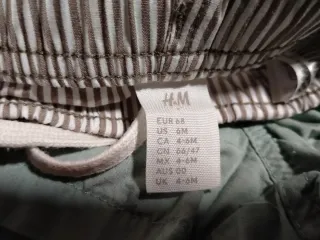 H&M
EUR 68
US 6M
CA 4-6M
CN 66/47
MX 4-6M
AUS 00
UK 4-6M